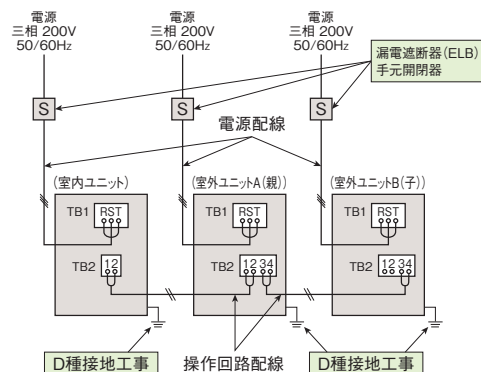 電源
三相 200V
50/60Hz
電源
三相 200V
50/60Hz
電源
三相 200V
50/60Hz
漏電遮断器(ELB)
手元開閉器
S
S
S
電源配線
(室内ユニット)
(室外ユニットA(親))
(室外ユニットB(子))
TB1
RST
TB1
RST
TB1
RST
TB2
12
TB2
12 34
TB2
12 34
D種接地工事
操作回路配線
D種接地工事